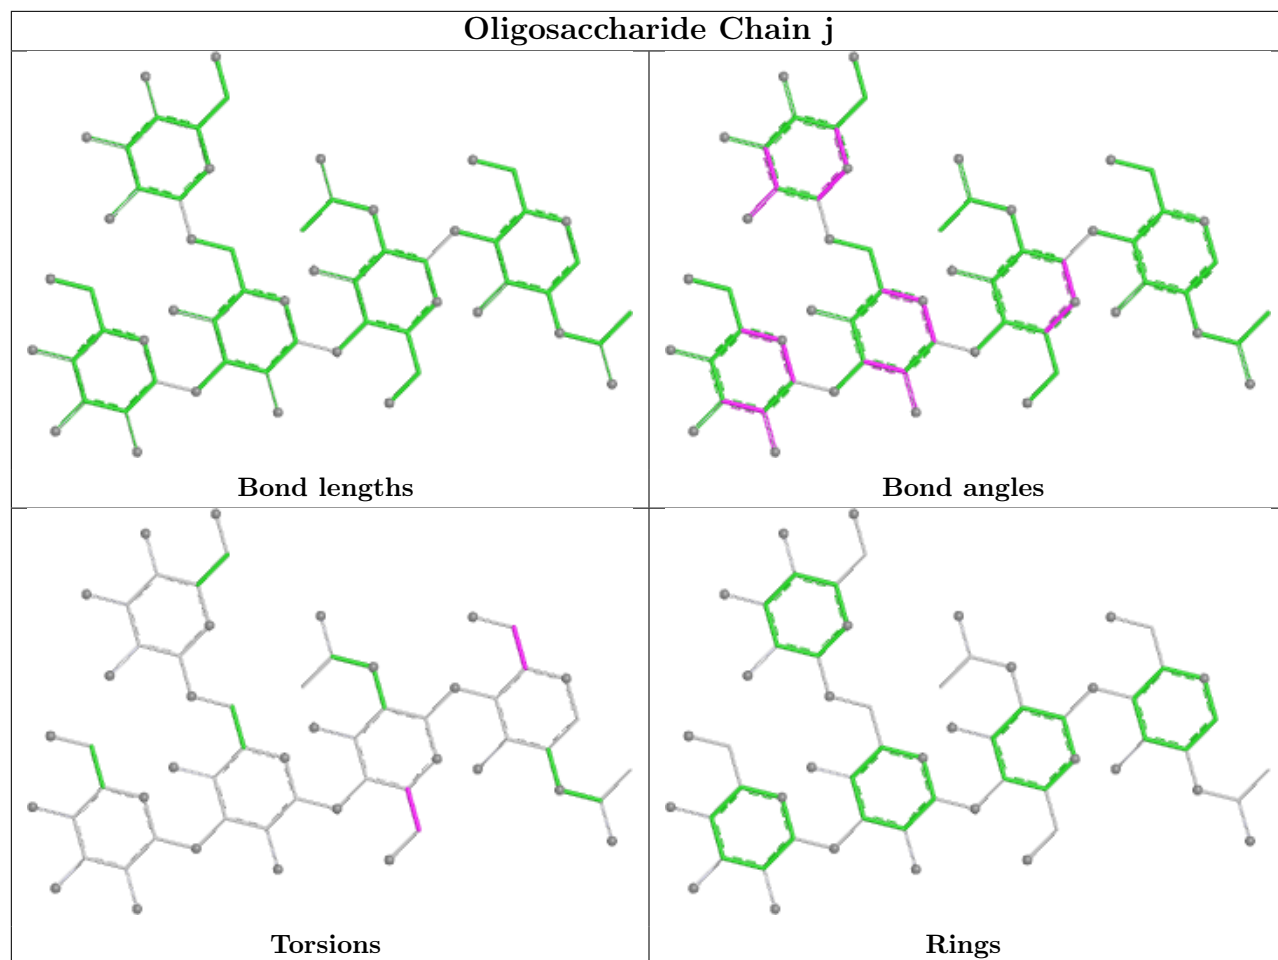 Oligosaccharide Chain j
Bond lengths
Bond angles
Torsions
Rings